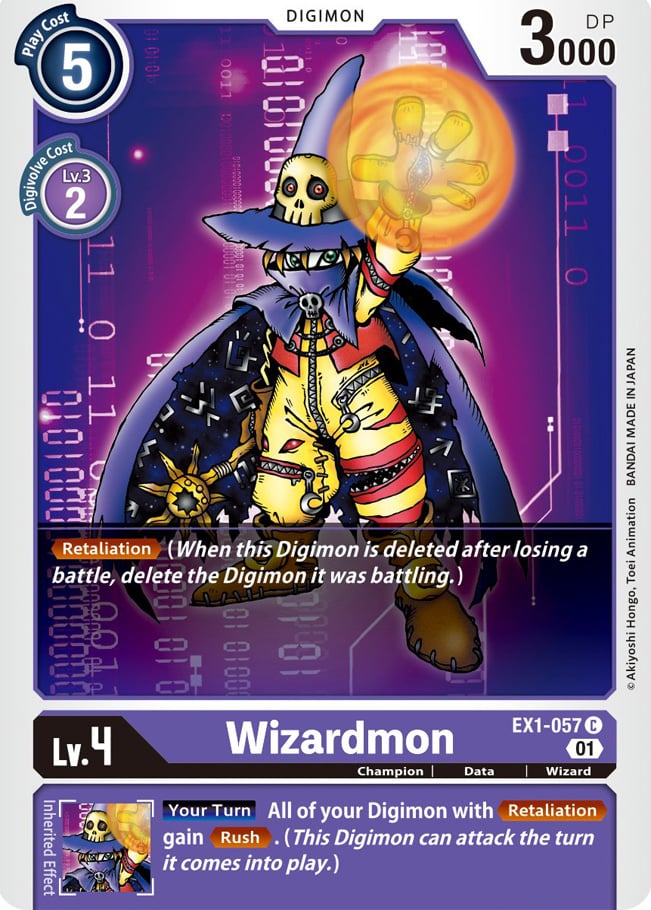 DIGIMON
Play Cost
5
3000
DP
Digivolve Cost
Lv.3
2
Retaliation (When this Digimon is deleted after losing a
battle, delete the Digimon it was battling.)
© Akiyoshi Hongo, Toei Animation BANDAI MADE IN JAPAN
Lv.4
Wizardmon
EX1-057 C
01
Champion | Data | Wizard
Inherited Effect
Your Turn All of your Digimon with Retaliation
gain Rush. (This Digimon can attack the turn
it comes into play.)